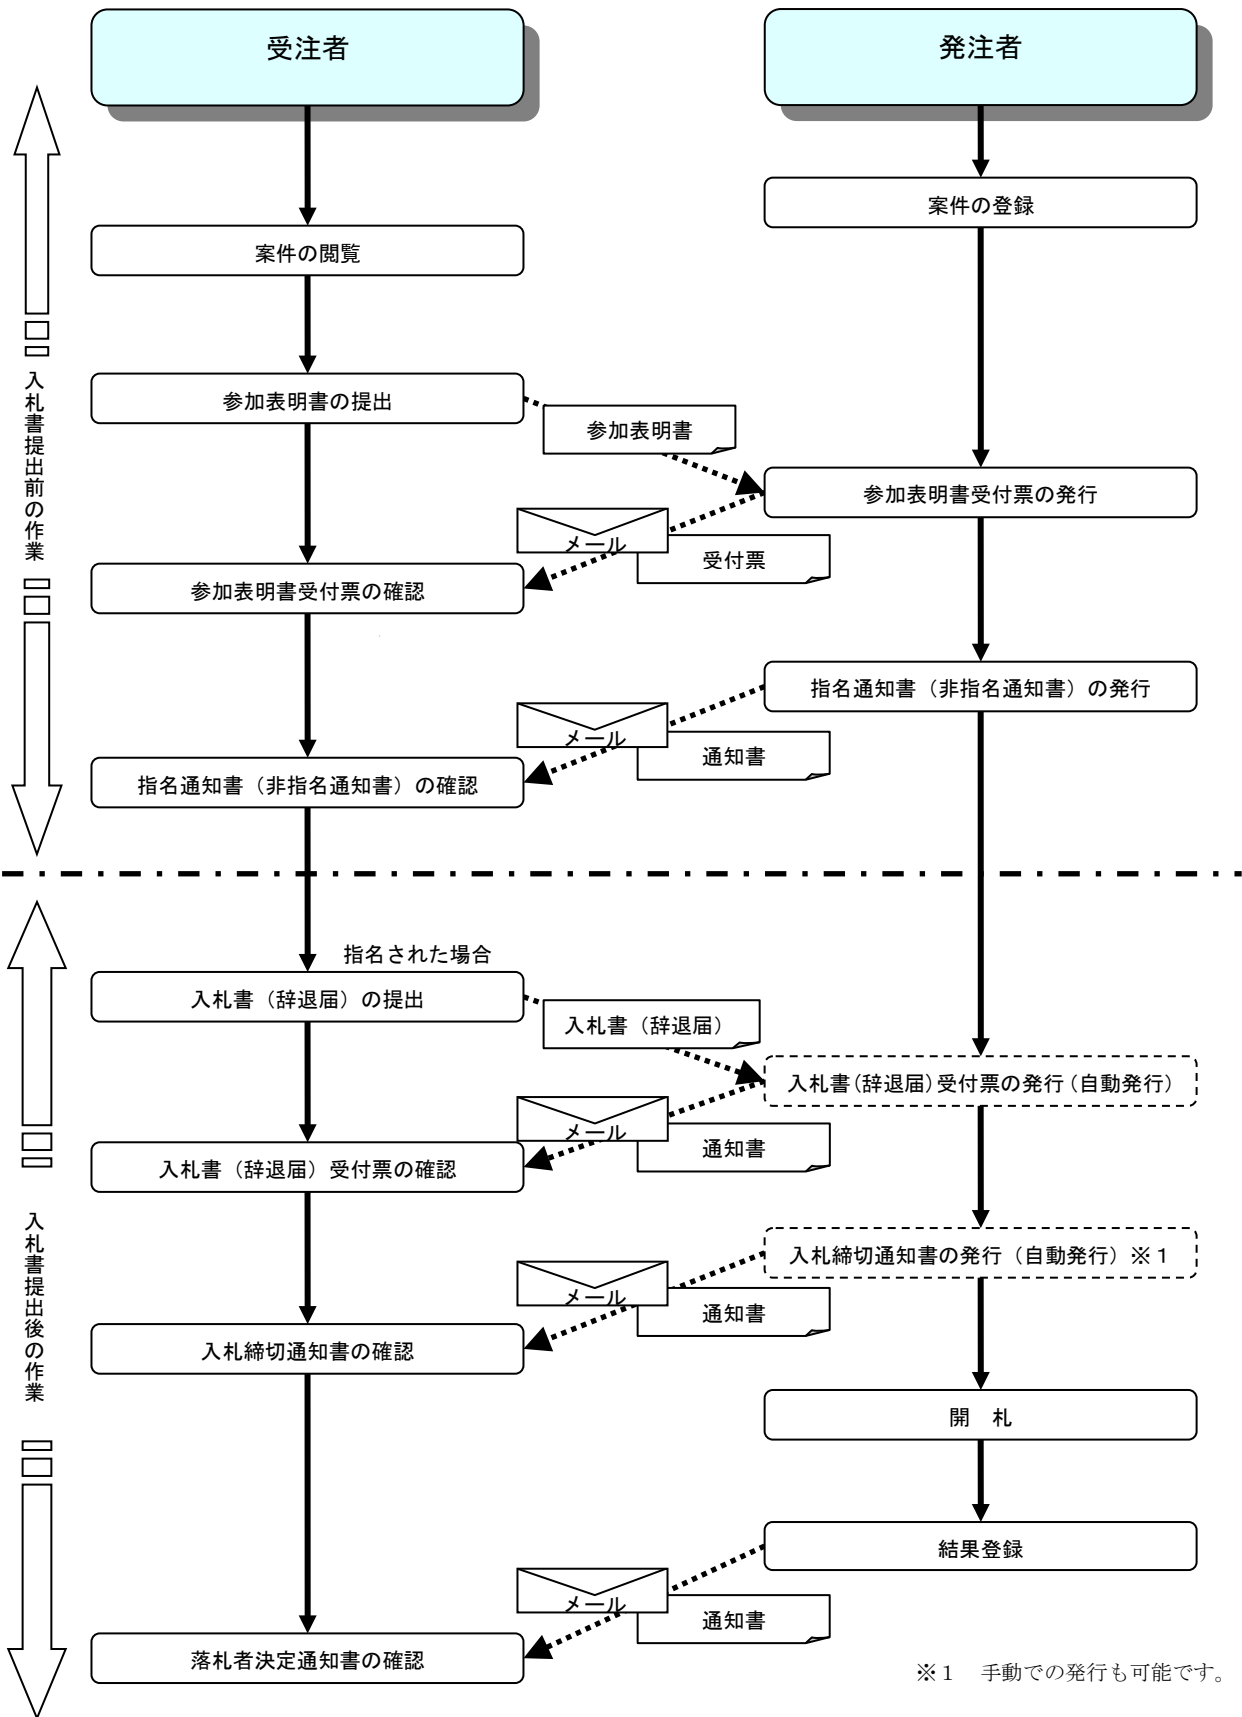 受注者
発注者
案件の登録
案件の閲覧
入札書提出前の作業
参加表明書の提出
参加表明書
参加表明書受付票の発行
メール
受付票
参加表明書受付票の確認
指名通知書（非指名通知書）の発行
メール
通知書
指名通知書（非指名通知書）の確認
指名された場合
入札書（辞退届）の提出
入札書（辞退届）
入札書(辞退届)受付票の発行(自動発行)
メール
通知書
入札書（辞退届）受付票の確認
入札書提出後の作業
入札締切通知書の発行（自動発行）※１
メール
通知書
入札締切通知書の確認
開　札
結果登録
メール
通知書
落札者決定通知書の確認
※１　手動での発行も可能です。